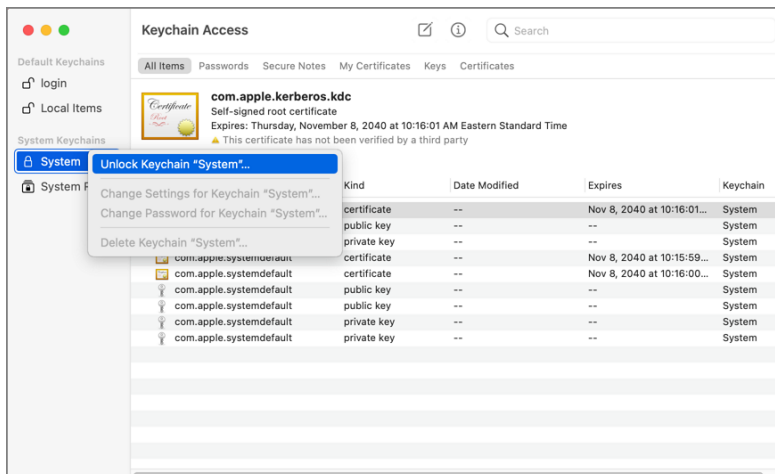 Keychain Access
Search
Default Keychains
login
Local Items
System Keychains
System
System
All Items Passwords Secure Notes My Certificates Keys Certificates
Certificate
Root
com.apple.kerberos.kdc
Self-signed root certificate
Expires: Thursday, November 8, 2040 at 10:16:01 AM Eastern Standard Time
This certificate has not been verified by a third party
Unlock Keychain “System”...
Change Settings for Keychain “System”...
Change Password for Keychain “System”...
Delete Keychain “System”...
Kind Date Modified Expires Keychain
certificate -- Nov 8, 2040 at 10:16:01... System
public key -- -- System
private key -- -- System
com.apple.systemdefault certificate -- Nov 8, 2040 at 10:15:59... System
com.apple.systemdefault certificate -- Nov 8, 2040 at 10:16:00... System
com.apple.systemdefault public key -- -- System
com.apple.systemdefault public key -- -- System
com.apple.systemdefault private key -- -- System
com.apple.systemdefault private key -- -- System